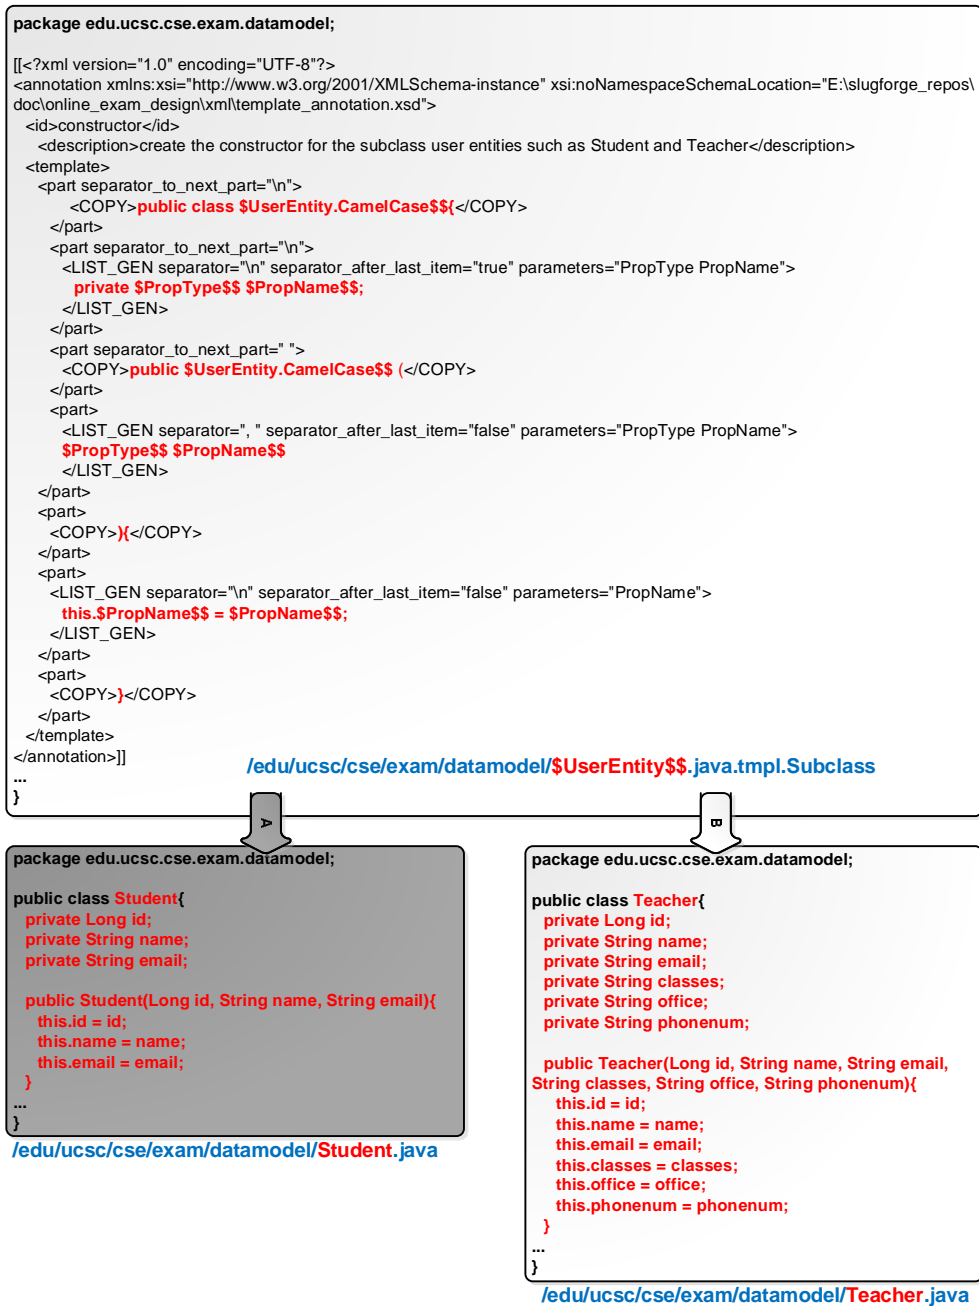 package edu.ucsc.cse.exam.datamodel;
[[<?xml version="1.0" encoding="UTF-8"?>
<annotation xmlns:xsi="http://www.w3.org/2001/XMLSchema-instance" xsi:noNamespaceSchemaLocation="E:\slugforge_repos\
doc\online_exam_design\xml\template_annotation.xsd">
<id>constructor</id>
<description>create the constructor for the subclass user entities such as Student and Teacher</description>
<template>
<part separator_to_next_part="\n">
<COPY>public class $UserEntity.CamelCase$${</COPY>
</part>
<part separator_to_next_part="\n">
<LIST_GEN separator="\n" separator_after_last_item="true" parameters="PropType PropName">
private $PropType$$ $PropName$$;
</LIST_GEN>
</part>
<part separator_to_next_part=" ">
<COPY>public $UserEntity.CamelCase$$ (</COPY>
</part>
<part>
<LIST_GEN separator=", " separator_after_last_item="false" parameters="PropType PropName">
$PropType$$ $PropName$$
</LIST_GEN>
</part>
<part>
<COPY>){</COPY>
</part>
<part>
<LIST_GEN separator="\n" separator_after_last_item="false" parameters="PropName">
this.$PropName$$ = $PropName$$;
</LIST_GEN>
</part>
<part>
<COPY>}</COPY>
</part>
</template>
</annotation>]]
...
}
/edu/ucsc/cse/exam/datamodel/$UserEntity$$.java.tmpl.Subclass
A
B
package edu.ucsc.cse.exam.datamodel;
public class Student{
private Long id;
private String name;
private String email;
public Student(Long id, String name, String email){
this.id = id;
this.name = name;
this.email = email;
}
...
}
/edu/ucsc/cse/exam/datamodel/Student.java
package edu.ucsc.cse.exam.datamodel;
public class Teacher{
private Long id;
private String name;
private String email;
private String classes;
private String office;
private String phonenum;
public Teacher(Long id, String name, String email,
String classes, String office, String phonenum){
this.id = id;
this.name = name;
this.email = email;
this.classes = classes;
this.office = office;
this.phonenum = phonenum;
}
...
}
/edu/ucsc/cse/exam/datamodel/Teacher.java